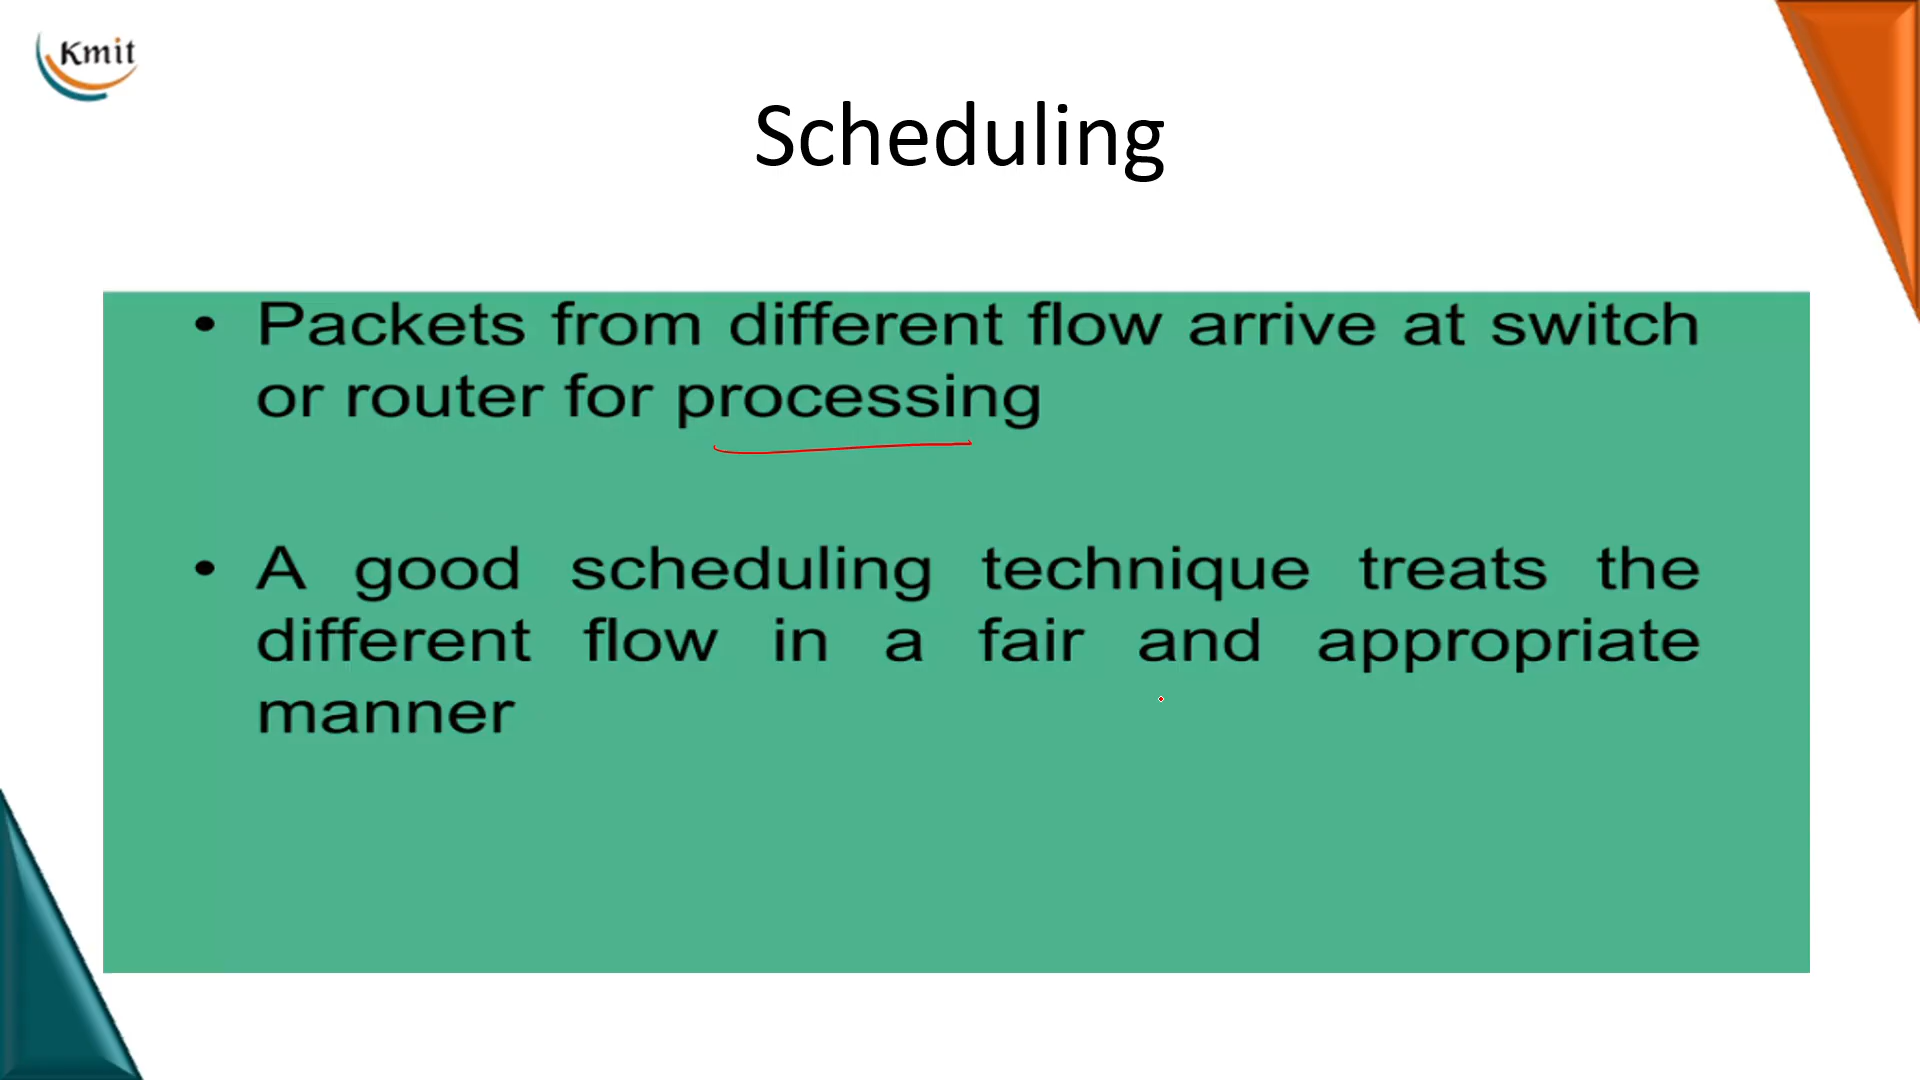 Kmit
Scheduling
• Packets from different flow arrive at switch
or router for processing
• A good scheduling technique treats the
different flow in a fair and appropriate
manner